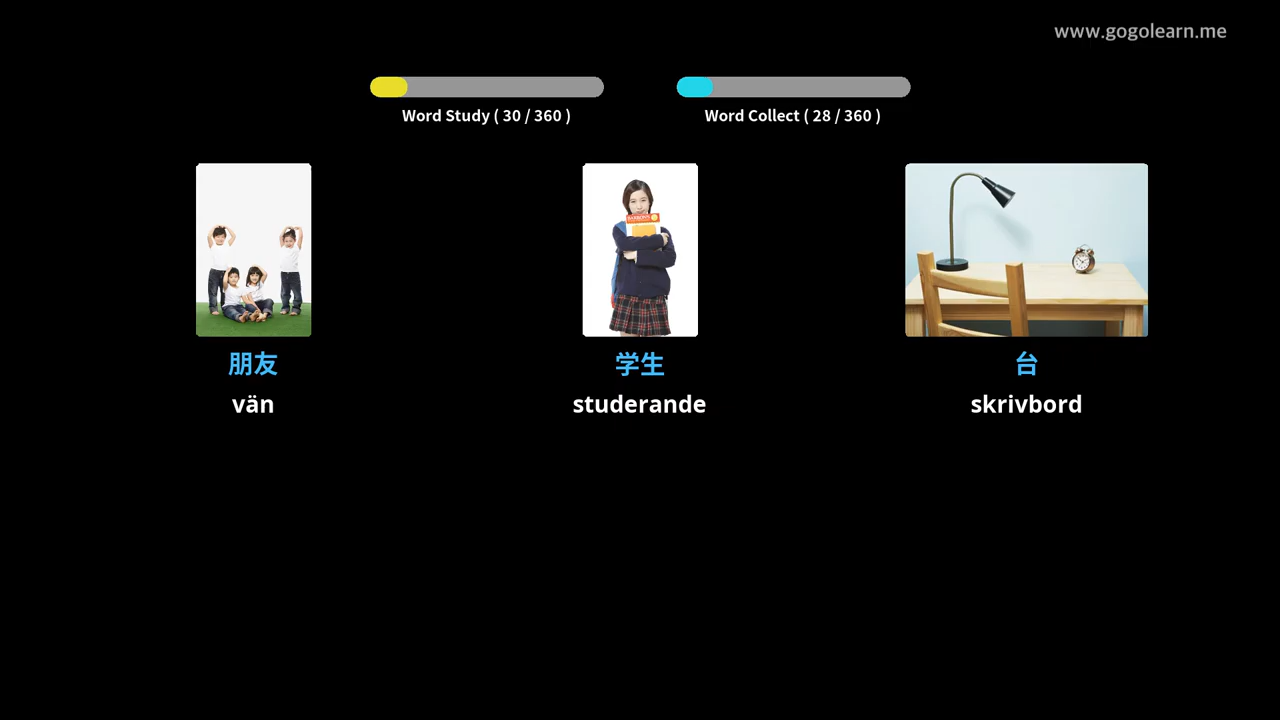 www.gogolearn.me
Word Study ( 30 / 360 )
Word Collect ( 28 / 360 )
朋友
学生
台
vän
studerande
skrivbord